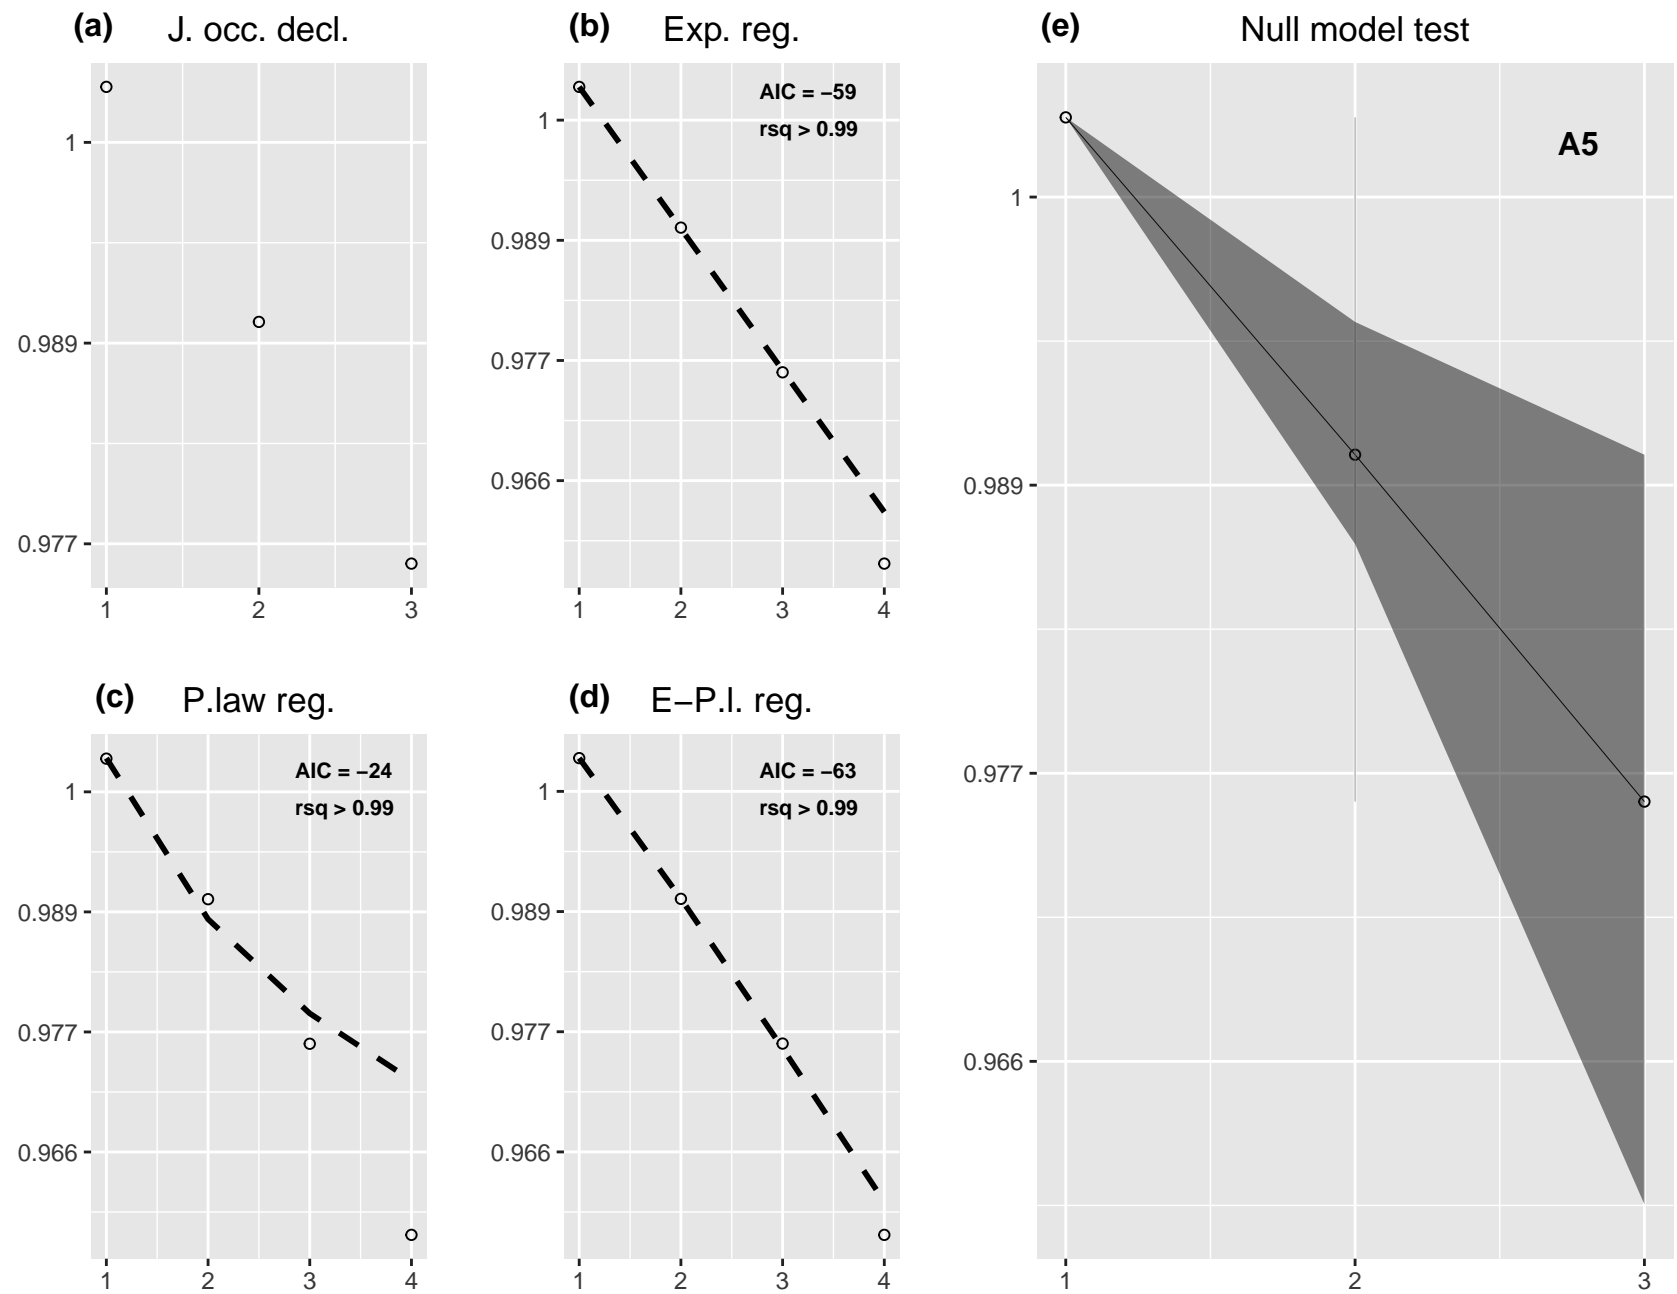 (a) J. occ. decl.
1
0.989
0.977
1 2 3
(b) Exp. reg.
AIC = −59
rsq > 0.99
1
0.989
0.977
0.966
1 2 3 4
(c) P.law reg.
AIC = −24
rsq > 0.99
1
0.989
0.977
0.966
1 2 3 4
(d) E−P.l. reg.
AIC = −63
rsq > 0.99
1
0.989
0.977
0.966
1 2 3 4
(e) Null model test
A5
1
0.989
0.977
0.966
1 2 3